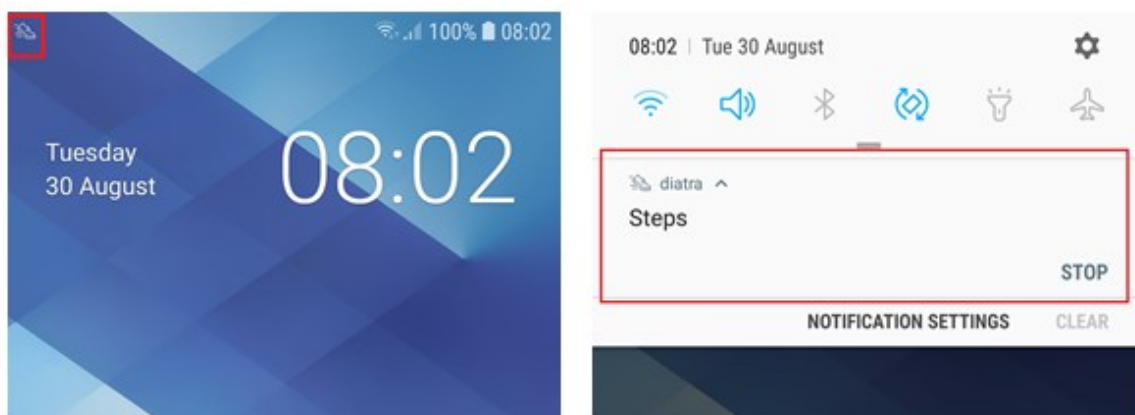 100% 08:02
Tuesday
30 August
08:02
08:02 | Tue 30 August
diatra
Steps
STOP
NOTIFICATION SETTINGS CLEAR